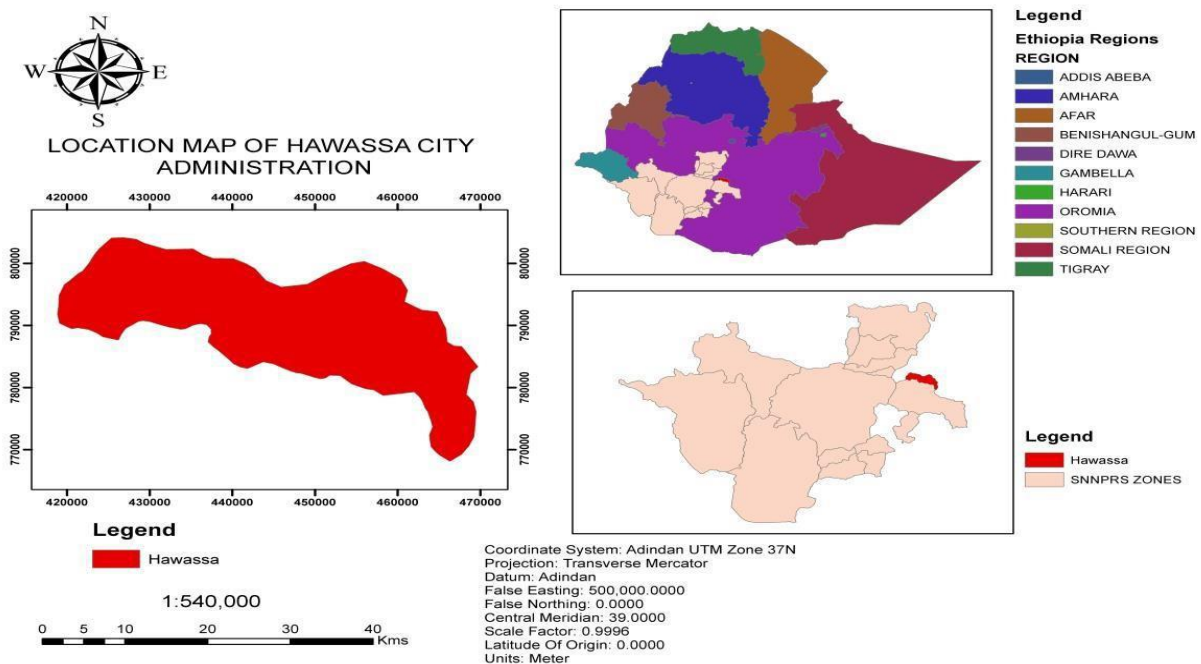 N
W E
S
LOCATION MAP OF HAWASSA CITY
ADMINISTRATION
420000 430000 440000 450000 460000 470000
800000 800000
790000 790000
780000 780000
770000 770000
420000 430000 440000 450000 460000 470000
Legend
Hawassa
1:540,000
0 5 10 20 30 40
Kms
Legend
Ethiopia Regions
REGION
ADDIS ABEBA
AMHARA
AFAR
BENISHANGUL-GUM
DIRE DAWA
GAMBELLA
HARARI
OROMIA
SOUTHERN REGION
SOMALI REGION
TIGRAY
Legend
Hawassa
SNNPRS ZONES
Coordinate System: Adindan UTM Zone 37N
Projection: Transverse Mercator
Datum: Adindan
False Easting: 500,000.0000
False Northing: 0.0000
Central Meridian: 39.0000
Scale Factor: 0.9996
Latitude Of Origin: 0.0000
Units: Meter